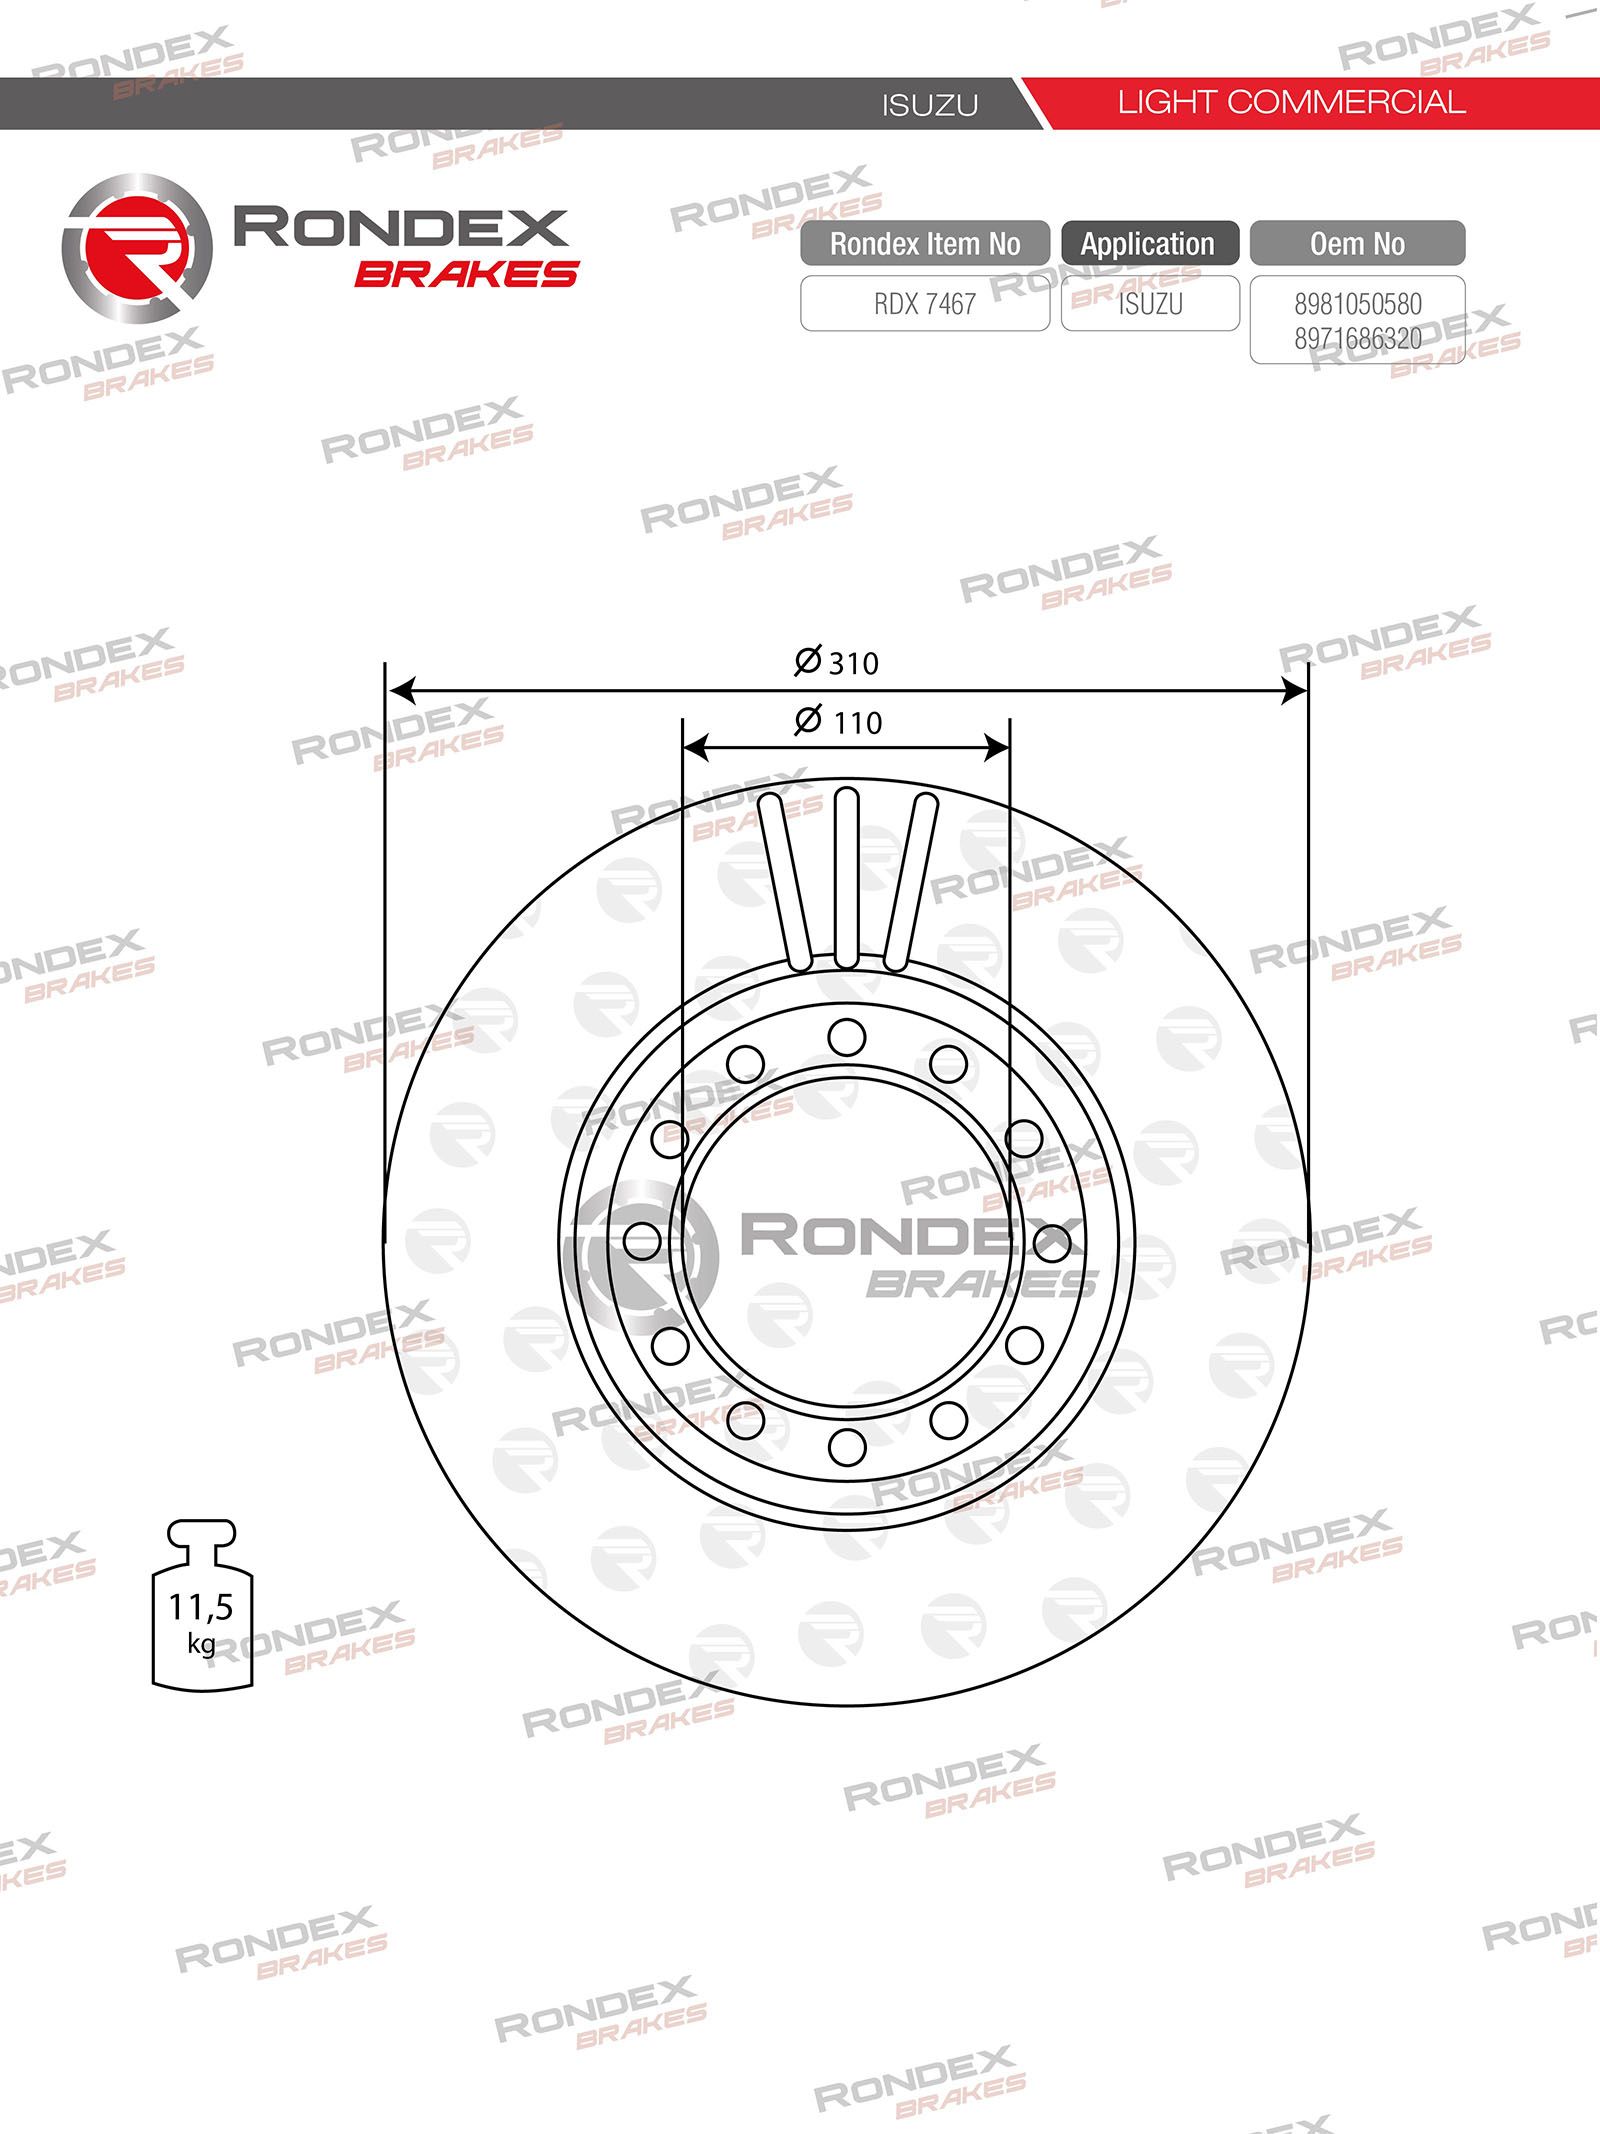 ISUZU
LIGHT COMMERCIAL
RONDEX
BRAKES
Rondex Item No
Application
Oem No
RDX 7467
ISUZU
8981050580
8971686320
Ø 310
Ø 110
RONDEX
BRAKES
11,5
kg